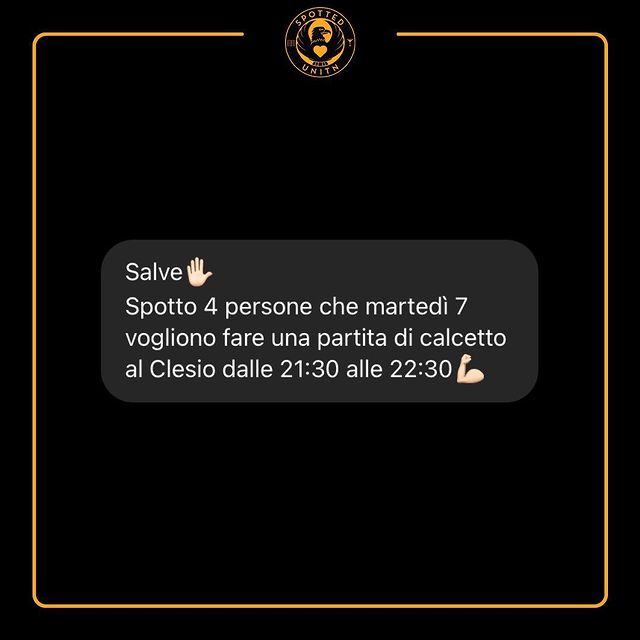 SPOTTED
UNITN
Salve🖐🏻
Spotto 4 persone che martedì 7
vogliono fare una partita di calcetto
al Clesio dalle 21:30 alle 22:30💪🏻